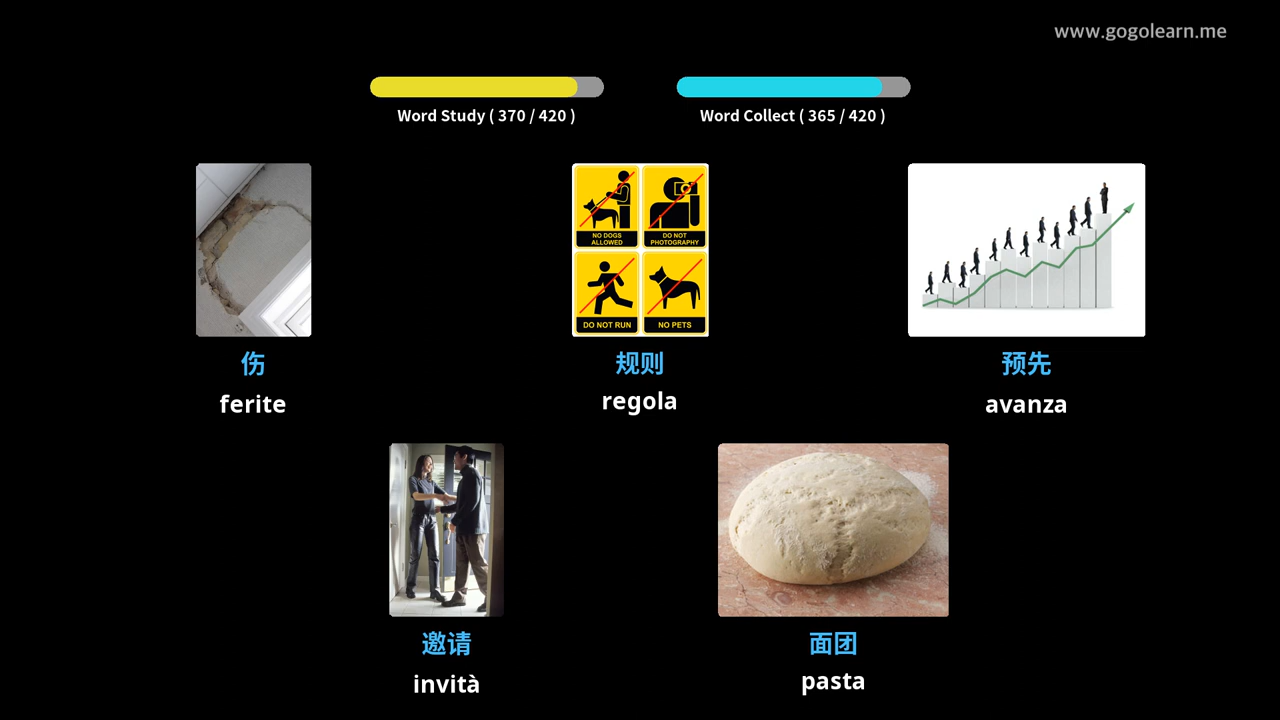 www.gogolearn.me
Word Study ( 370 / 420 )
Word Collect ( 365 / 420 )
NO DOGS
ALLOWED
DO NOT
PHOTOGRAPHY
DO NOT RUN
NO PETS
伤
ferite
规则
regola
预先
avanza
邀请
invità
面团
pasta